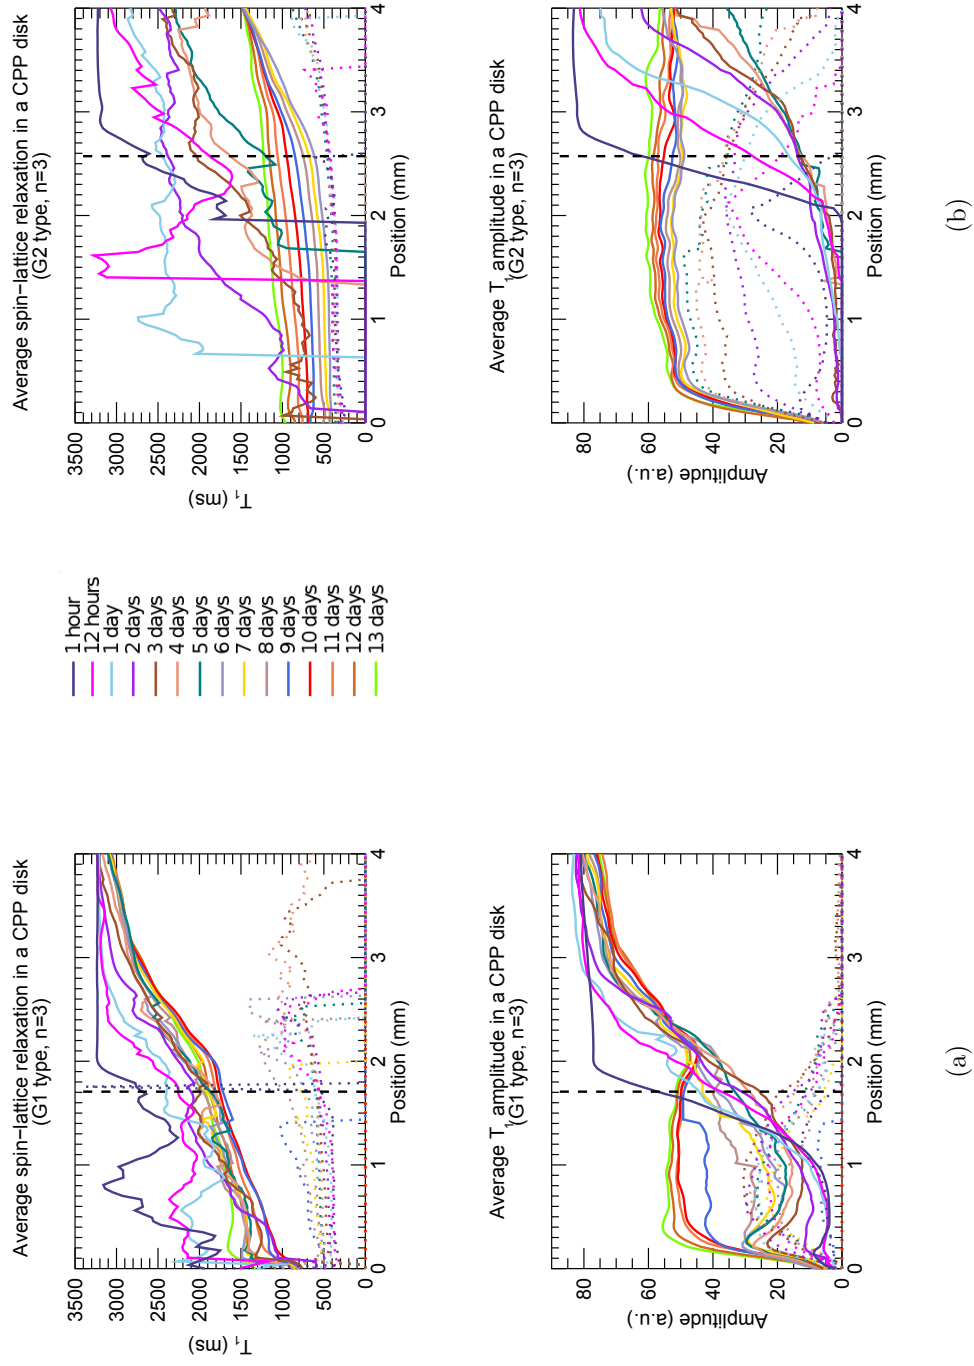 Average spin-lattice relaxation in a CPP disk
(G1 type, n=3)
3500
3000
2500
2000
1500
1000
500
0
T1 (ms)
0
1
2
3
4
Position (mm)
Average T1 amplitude in a CPP disk
(G1 type, n=3)
80
60
40
20
0
Amplitude (a.u.)
0
1
2
3
4
Position (mm)
(a)
1 hour
12 hours
1 day
2 days
3 days
4 days
5 days
6 days
7 days
8 days
9 days
10 days
11 days
12 days
13 days
Average spin-lattice relaxation in a CPP disk
(G2 type, n=3)
3500
3000
2500
2000
1500
1000
500
0
T1 (ms)
0
1
2
3
4
Position (mm)
Average T1 amplitude in a CPP disk
(G2 type, n=3)
80
60
40
20
0
Amplitude (a.u.)
0
1
2
3
4
Position (mm)
(b)